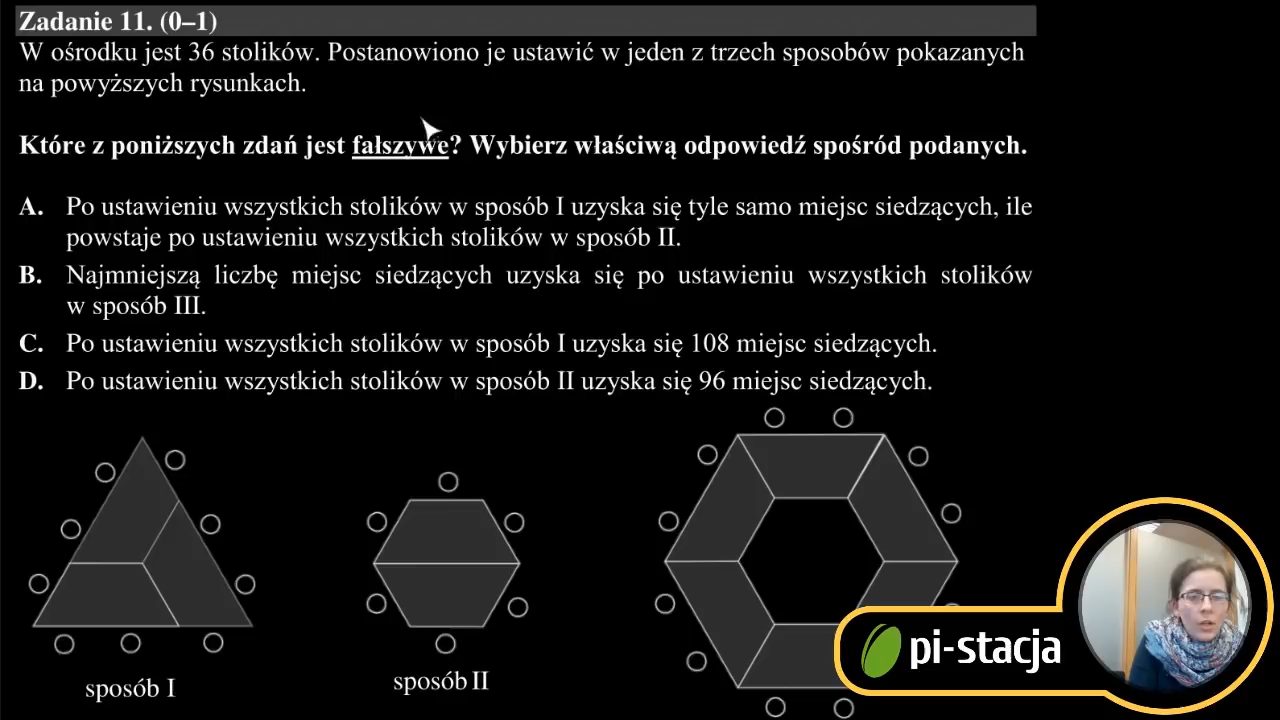 Zadanie 11. (0–1)
W ośrodku jest 36 stolików. Postanowiono je ustawić w jeden z trzech sposobów pokazanych
na powyższych rysunkach.
Które z poniższych zdań jest fałszywe? Wybierz właściwą odpowiedź spośród podanych.
A. Po ustawieniu wszystkich stolików w sposób I uzyska się tyle samo miejsc siedzących, ile
powstaje po ustawieniu wszystkich stolików w sposób II.
B. Najmniejszą liczbę miejsc siedzących uzyska się po ustawieniu wszystkich stolików
w sposób III.
C. Po ustawieniu wszystkich stolików w sposób I uzyska się 108 miejsc siedzących.
D. Po ustawieniu wszystkich stolików w sposób II uzyska się 96 miejsc siedzących.
sposób I
sposób II
pi-stacja